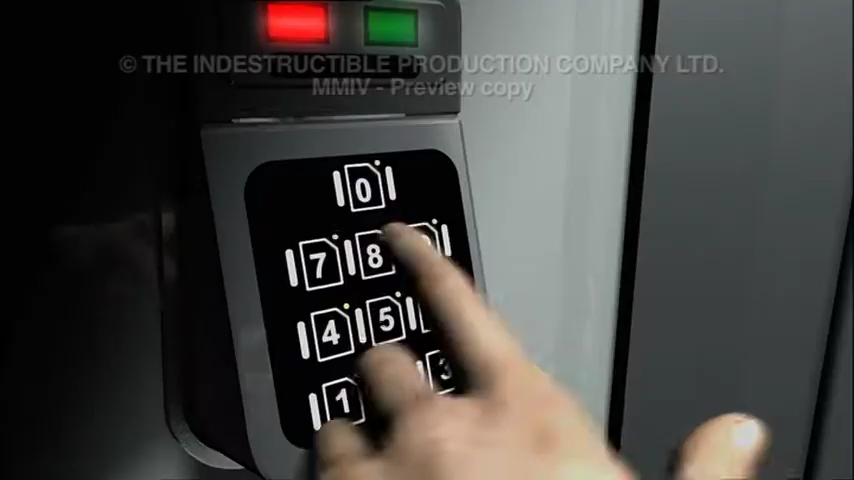 © THE INDESTRUCTIBLE PRODUCTION COMPANY LTD.
MMIV - Preview copy
0
7 8
4 5
1 3